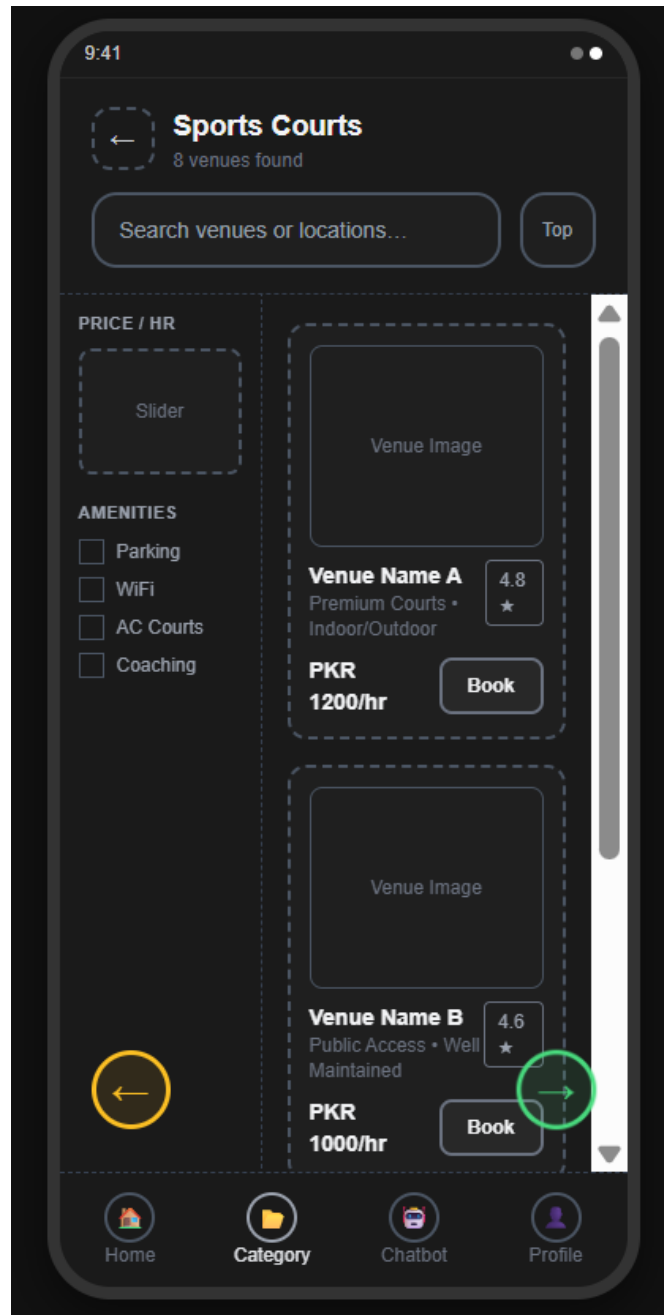 9:41
←
Sports Courts
8 venues found
Search venues or locations...
Top
PRICE / HR
Slider
AMENITIES
Parking
WiFi
AC Courts
Coaching
Venue Image
Venue Name A
4.8
★
Premium Courts •
Indoor/Outdoor
PKR
1200/hr
Book
Venue Image
Venue Name B
4.6
★
Public Access • Well
Maintained
PKR
1000/hr
Book
←
→
Home
Category
Chatbot
Profile